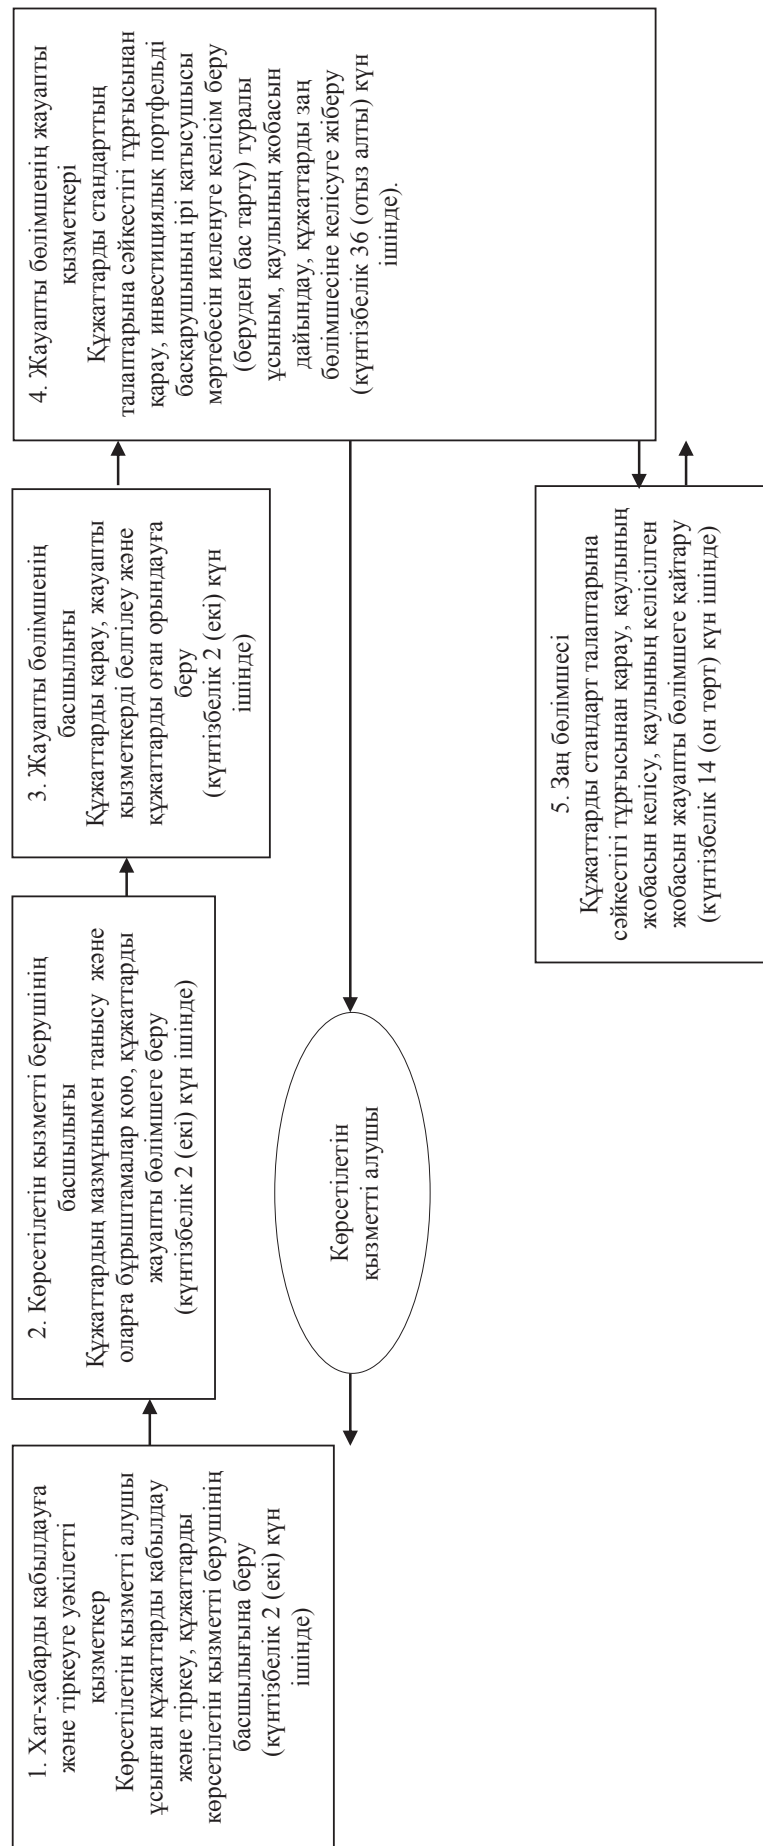 1. Хат-хабарды қабылдауға
және тіркеуге уәкілетті
қызметкер
Көрсетілетін қызметті алушы
ұсынған құжаттарды қабылдау
және тіркеу, құжаттарды
көрсетілетін қызметті берушінің
басшылығына беру
(күнтізбелік 2 (екі) күн
ішінде)
2. Көрсетілетін қызметті берушінің
басшылығы
Құжаттардың мазмұнымен танысу және
оларға бұрыштамалар қою, құжаттарды
жауапты бөлімшеге беру
(күнтізбелік 2 (екі) күн ішінде)
3. Жауапты бөлімшенің
басшылығы
Құжаттарды қарау, жауапты
қызметкерді белгілеу және
құжаттарды оған орындауға
беру
(күнтізбелік 2 (екі) күн
ішінде)
4. Жауапты бөлімшенің жауапты
қызметкері
Құжаттарды стандарттың
талаптарына сәйкестігі тұрғысынан
қарау, инвестициялық портфельді
басқарушының ірі қатысушысы
мәртебесін иеленуге келісім беру
(беруден бас тарту) туралы
ұсыным, қаулының жобасын
дайындау, құжаттарды заң
бөлімшесіне келісуге жіберу
(күнтізбелік 36 (отыз алты) күн
ішінде).
Көрсетілетін
қызметті алушы
5. Заң бөлімшесі
Құжаттарды стандарт талаптарына
сәйкестігі тұрғысынан қарау, қаулының
жобасын келісу, қаулының келісілген
жобасын жауапты бөлімшеге қайтару
(күнтізбелік 14 (он төрт) күн ішінде)